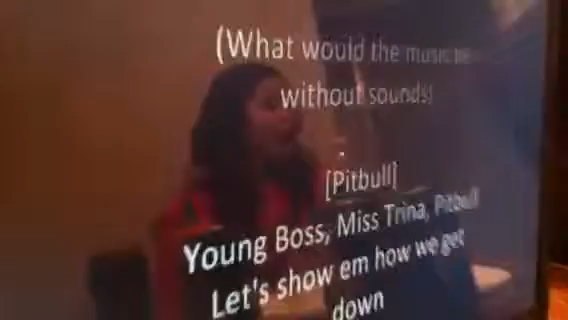 (What would the music be
without sounds)
[Pitbull]
Young Boss, Miss Trina, Pitbull
Let's show em how we get
down